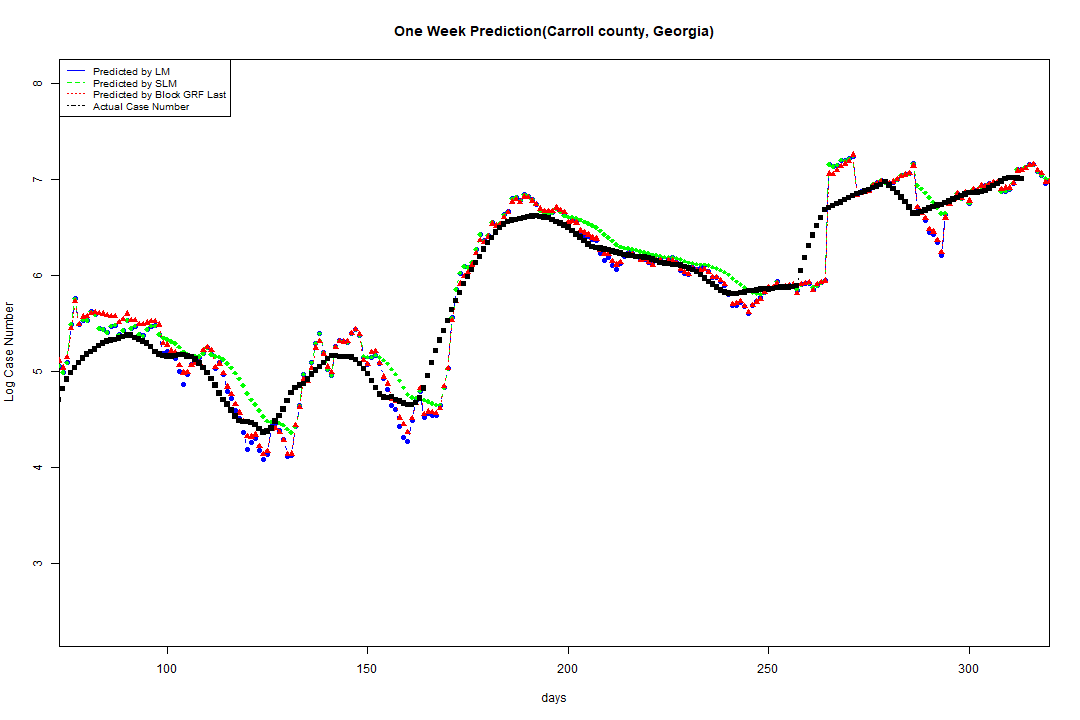 One Week Prediction(Carroll county, Georgia)
Predicted by LM
Predicted by SLM
Predicted by Block GRF Last
Actual Case Number
8
7
6
5
4
3
Log Case Number
100 150 200 250 300
days